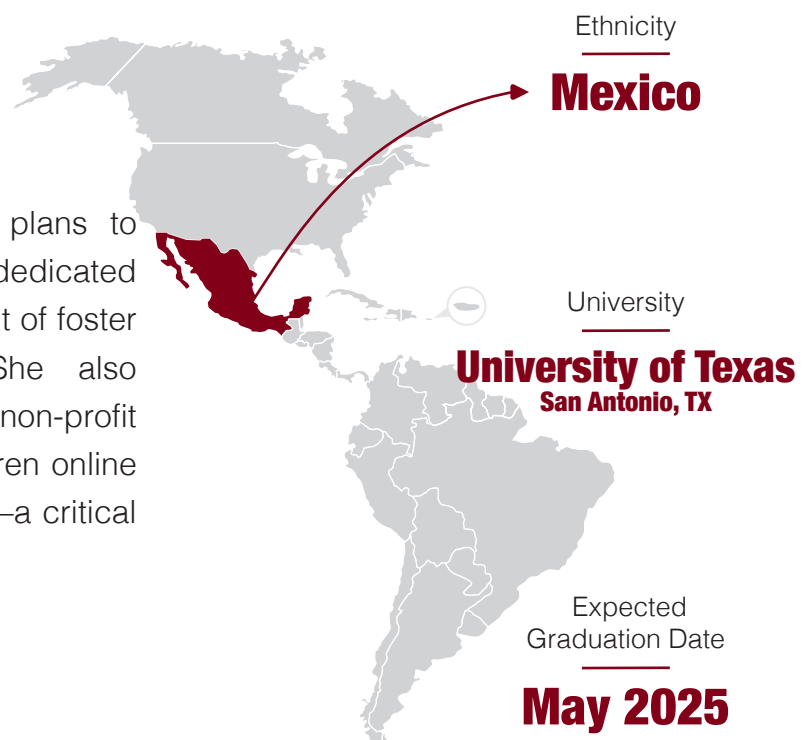 Ethnicity
Mexico
plans to
dedicated
t of foster
She also
non-profit
ren online
–a critical
University
University of Texas
San Antonio, TX
Expected
Graduation Date
May 2025